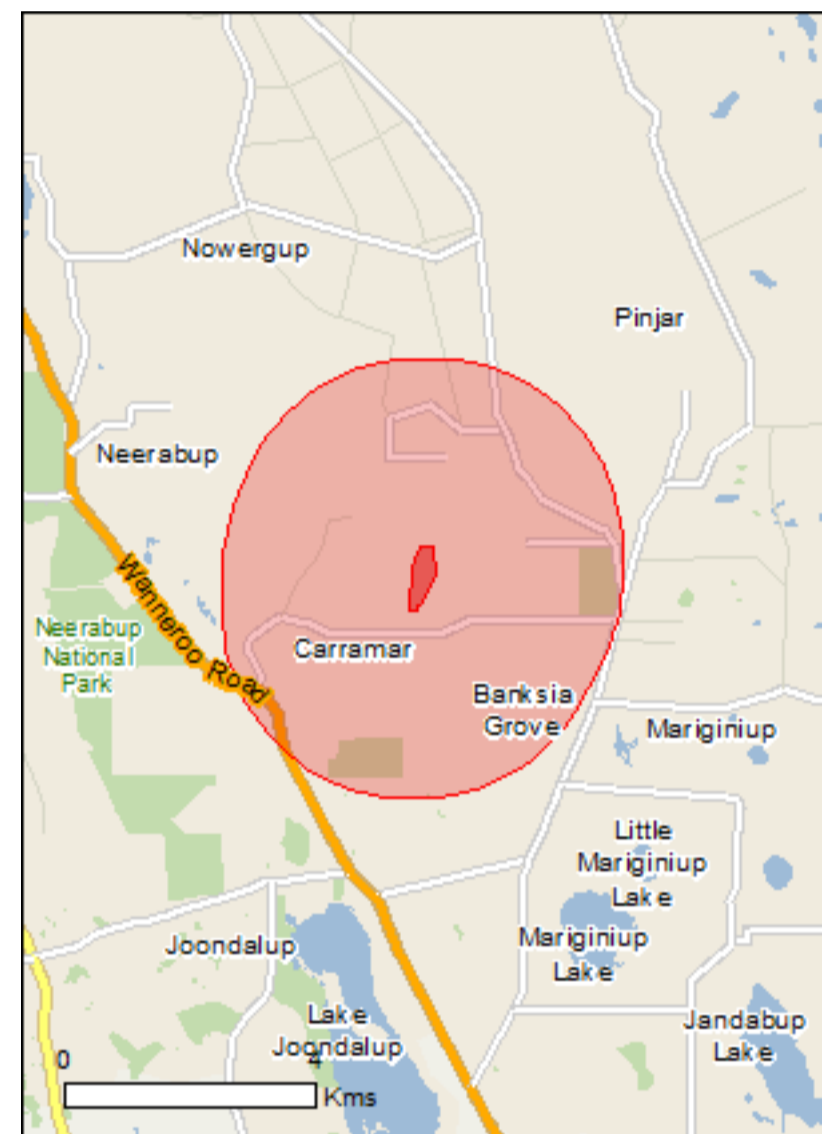 Nowergup
Pinjar
Neerabup
Wanneroo Road
Neerabup
National
Park
Carramar
Banksia
Grove
Mariginiup
Little
Mariginiup
Lake
Mariginiup
Lake
Joondalup
Lake
Joondalup
Jandabup
Lake
0
4
Kms